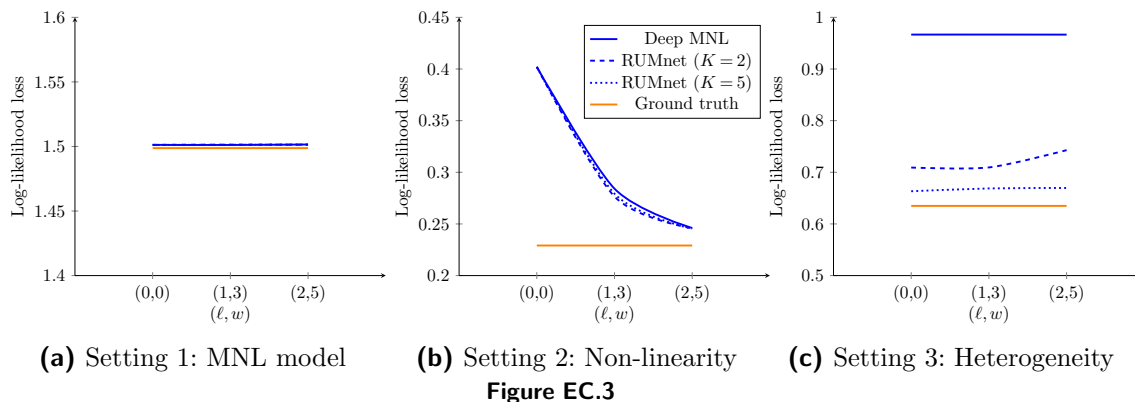 1.6
1.5
1.45
1.4
Log-likelihood loss
(0,0) (1,3) (2,5)
(ℓ, w)
(a) Setting 1: MNL model
0.45
0.4
0.35
0.3
0.25
0.2
Log-likelihood loss
Deep MNL
RUMnet (K = 2)
RUMnet (K = 5)
Ground truth
(0,0) (1,3) (2,5)
(ℓ, w)
(b) Setting 2: Non-linearity
1
0.9
0.8
0.7
0.6
0.5
Log-likelihood loss
(0,0) (1,3) (2,5)
(ℓ, w)
(c) Setting 3: Heterogeneity
Figure EC.3